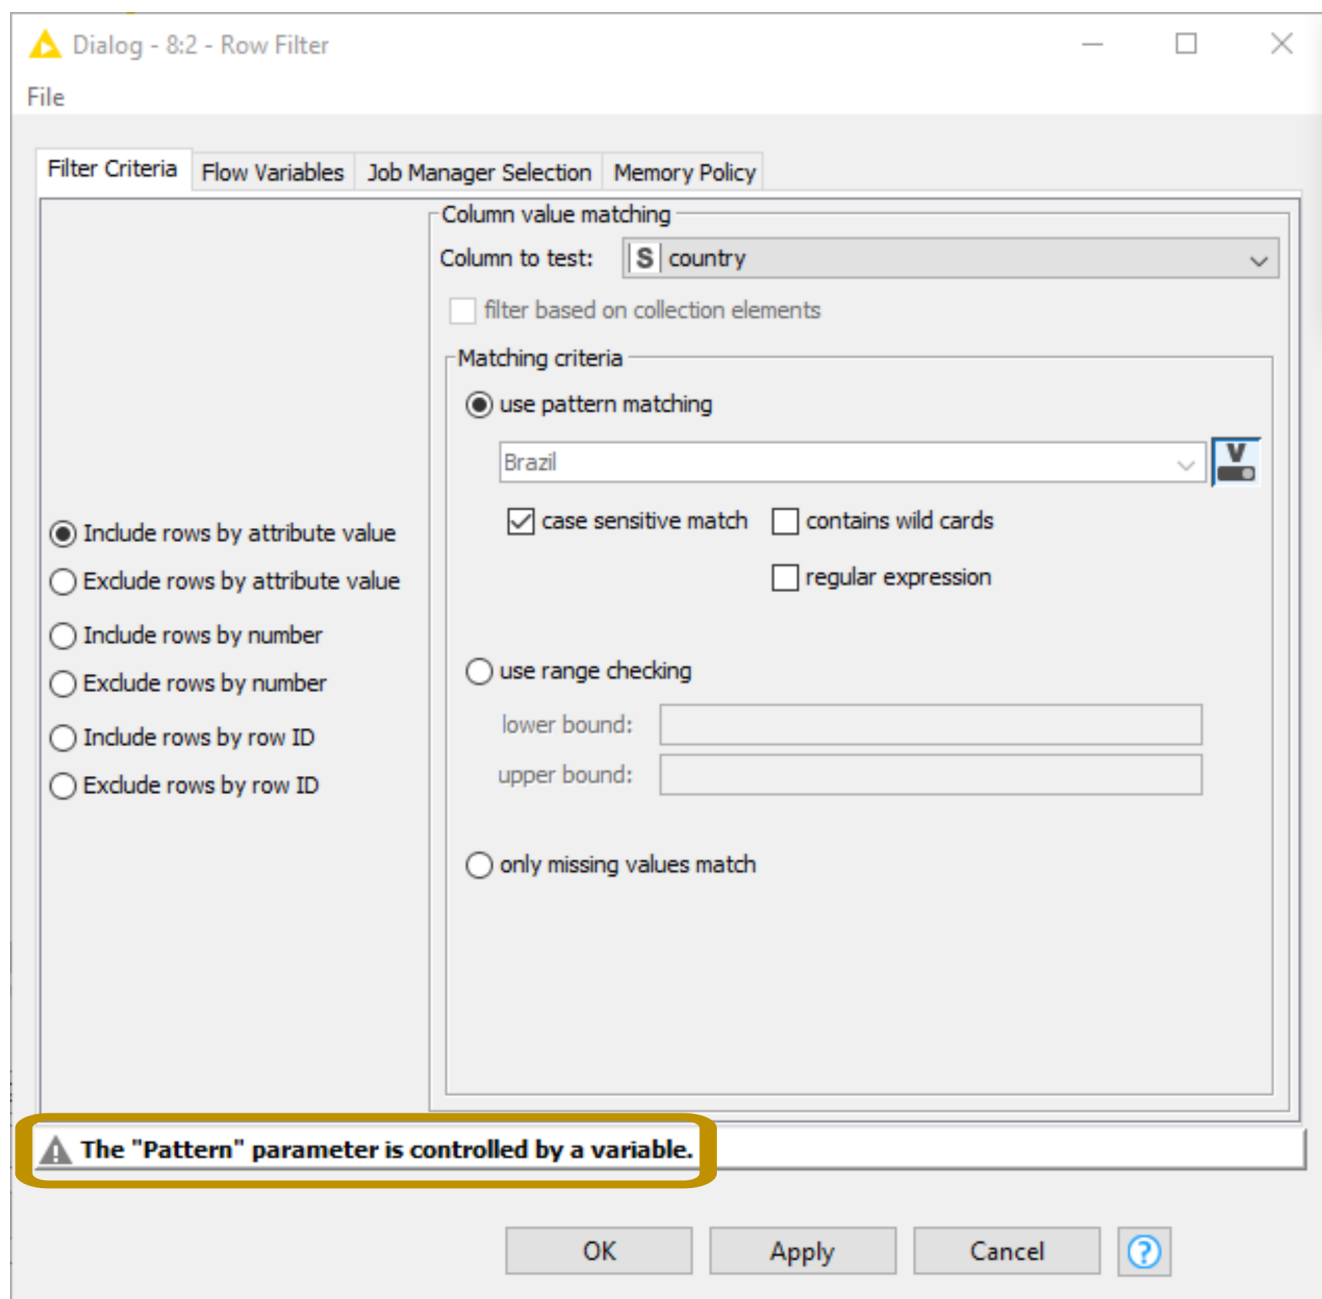 Dialog - 8:2 - Row Filter
File
Filter Criteria Flow Variables Job Manager Selection Memory Policy
Column value matching
Column to test: S country
filter based on collection elements
Matching criteria
use pattern matching
Brazil V
case sensitive match contains wild cards
regular expression
Include rows by attribute value
Exclude rows by attribute value
Include rows by number
Exclude rows by number
Include rows by row ID
Exclude rows by row ID
use range checking
lower bound:
upper bound:
only missing values match
The "Pattern" parameter is controlled by a variable.
OK Apply Cancel ?